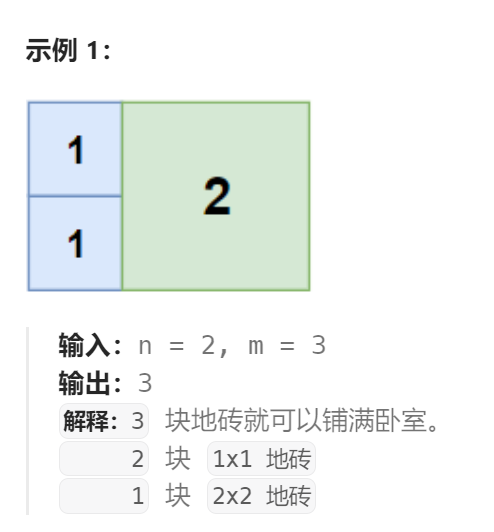 示例 1：
1
2
1
输入：n = 2, m = 3
输出：3
解释：3 块地砖就可以铺满卧室。
2 块 1x1 地砖
1 块 2x2 地砖